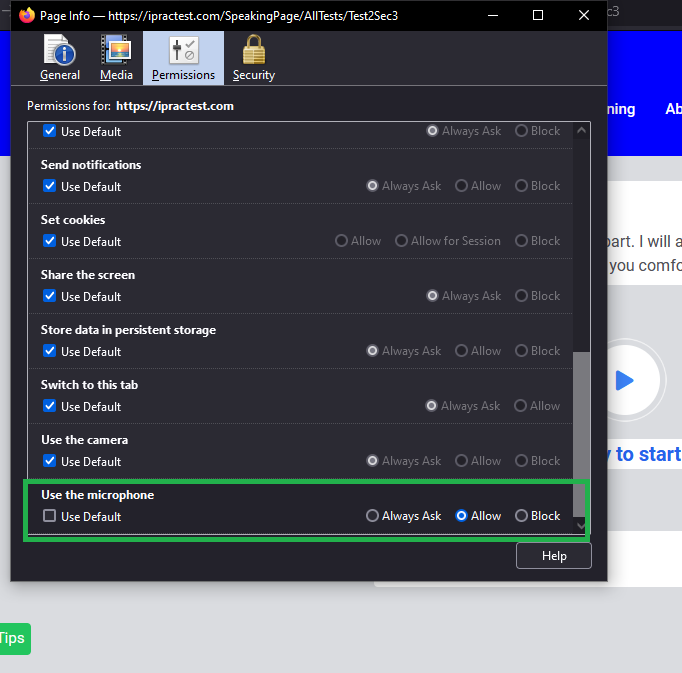 Page Info — https://ipractest.com/SpeakingPage/AllTests/Test2Sec3
c3
General
Media
Permissions
Security
ning
Ab
Permissions for: https://ipractest.com
Use Default
Always Ask
Block
Send notifications
Use Default
Always Ask
Allow
Block
Set cookies
Use Default
Allow
Allow for Session
Block
part. I will a
you comfo
Share the screen
Use Default
Always Ask
Block
Store data in persistent storage
Use Default
Always Ask
Allow
Block
Switch to this tab
Use Default
Always Ask
Allow
Use the camera
Use Default
Always Ask
Allow
Block
y to start
Use the microphone
Use Default
Always Ask
Allow
Block
Help
Tips